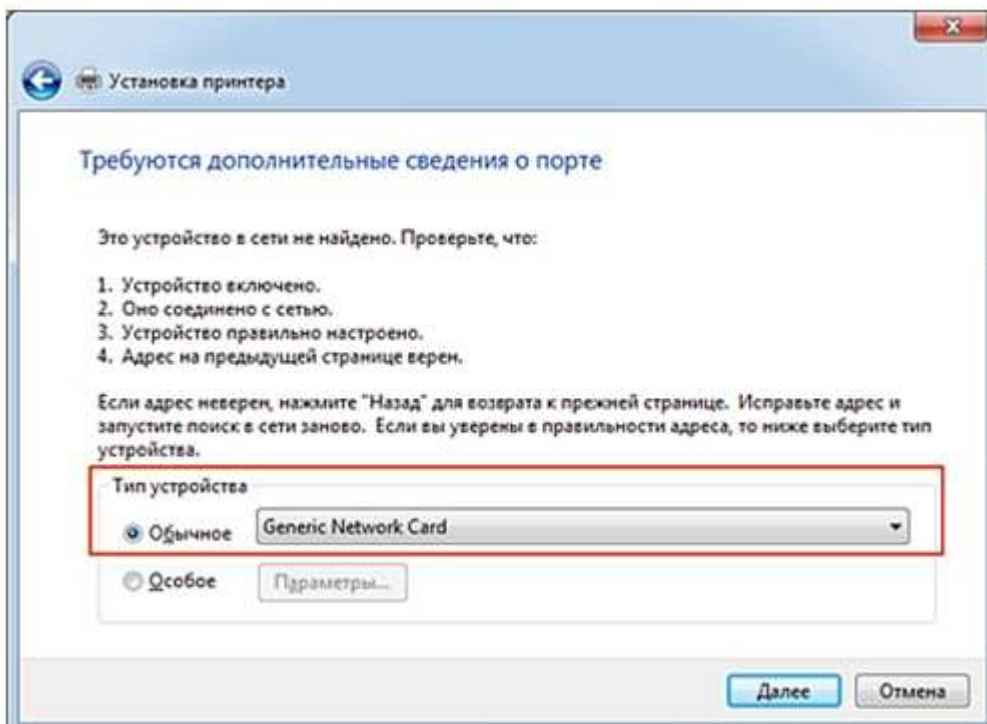 Установка принтера
Требуются дополнительные сведения о порте
Это устройство в сети не найдено. Проверьте, что:
1. Устройство включено.
2. Оно соединено с сетью.
3. Устройство правильно настроено.
4. Адрес на предыдущей странице верен.
Если адрес неверен, нажмите "Назад" для возврата к прежней странице. Исправьте адрес и
запустите поиск в сети заново. Если вы уверены в правильности адреса, то ниже выберите тип
устройства.
Тип устройства
Обычное Generic Network Card
Особое Параметры...
Далее Отмена